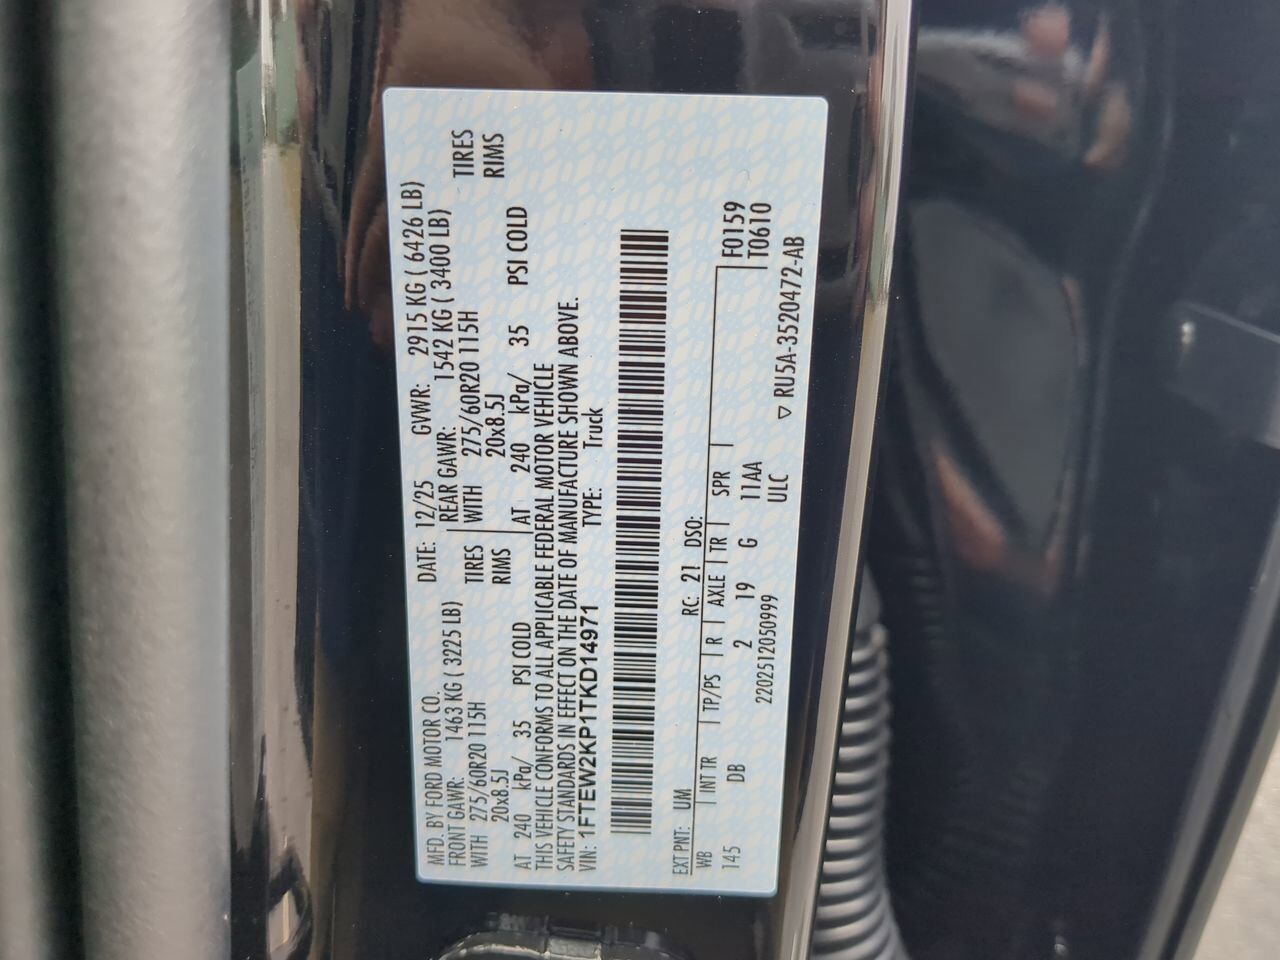 MFD. BY FORD MOTOR CO. DATE: 12/25 GVWR: 2915 KG ( 6426 LB)
FRONT GAWR: 1463 KG ( 3225 LB) REAR GAWR: 1542 KG ( 3400 LB)
WITH 275/60R20 115H TIRES WITH 275/60R20 115H TIRES
20x8.5J RIMS 20x8.5J RIMS
AT 240 kPa/ 35 PSI COLD AT 240 kPa/ 35 PSI COLD
THIS VEHICLE CONFORMS TO ALL APPLICABLE FEDERAL MOTOR VEHICLE
SAFETY STANDARDS IN EFFECT ON THE DATE OF MANUFACTURE SHOWN ABOVE.
VIN: 1FTEW2KP1TKD14971 TYPE: Truck
EXT PNT: UM RC: 21 DSO:
WB INT TR TP/PS R AXLE TR SPR F0159
145 DB 2 19 G 11AA T0610
2202512050999 ULC
▽ RU5A-3520472-AB